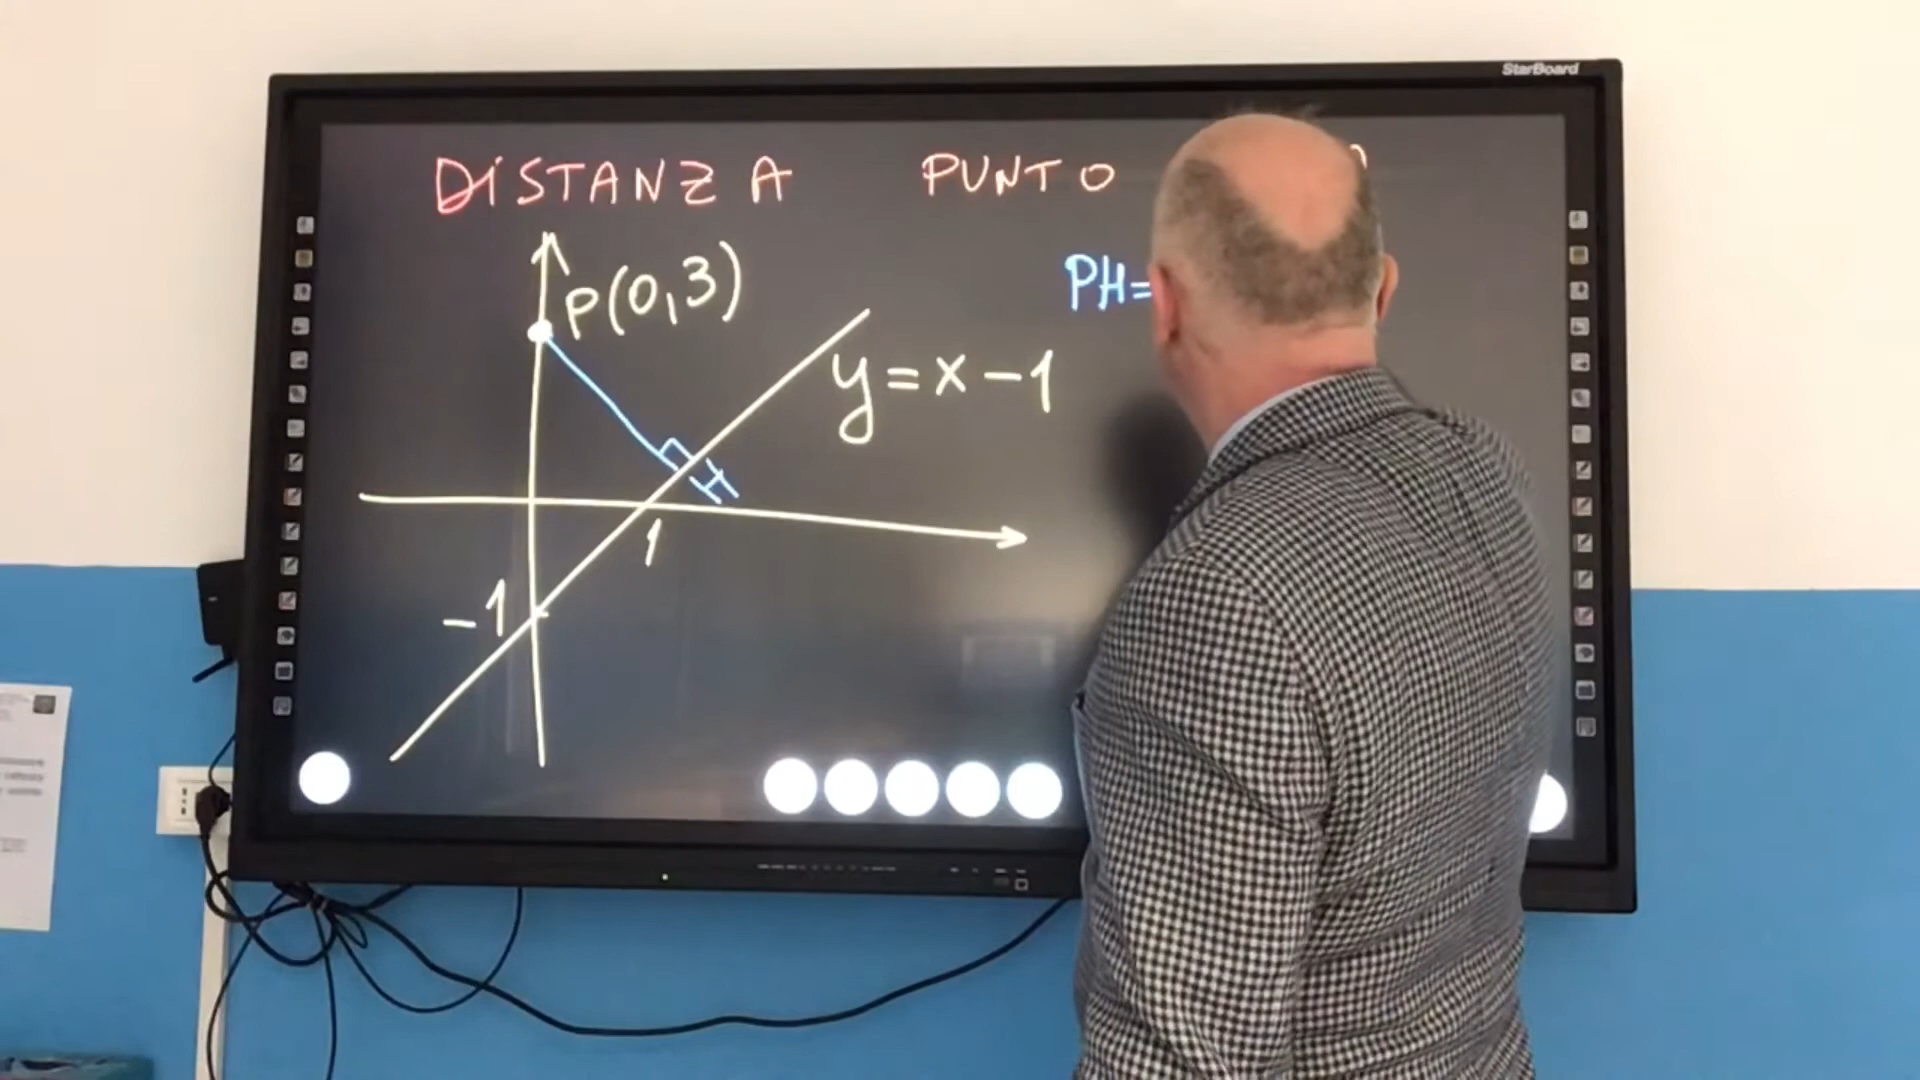 StarBoard
DISTANZA PUNTO
P(0,3)
PH=
y=x-1
H
1
-1